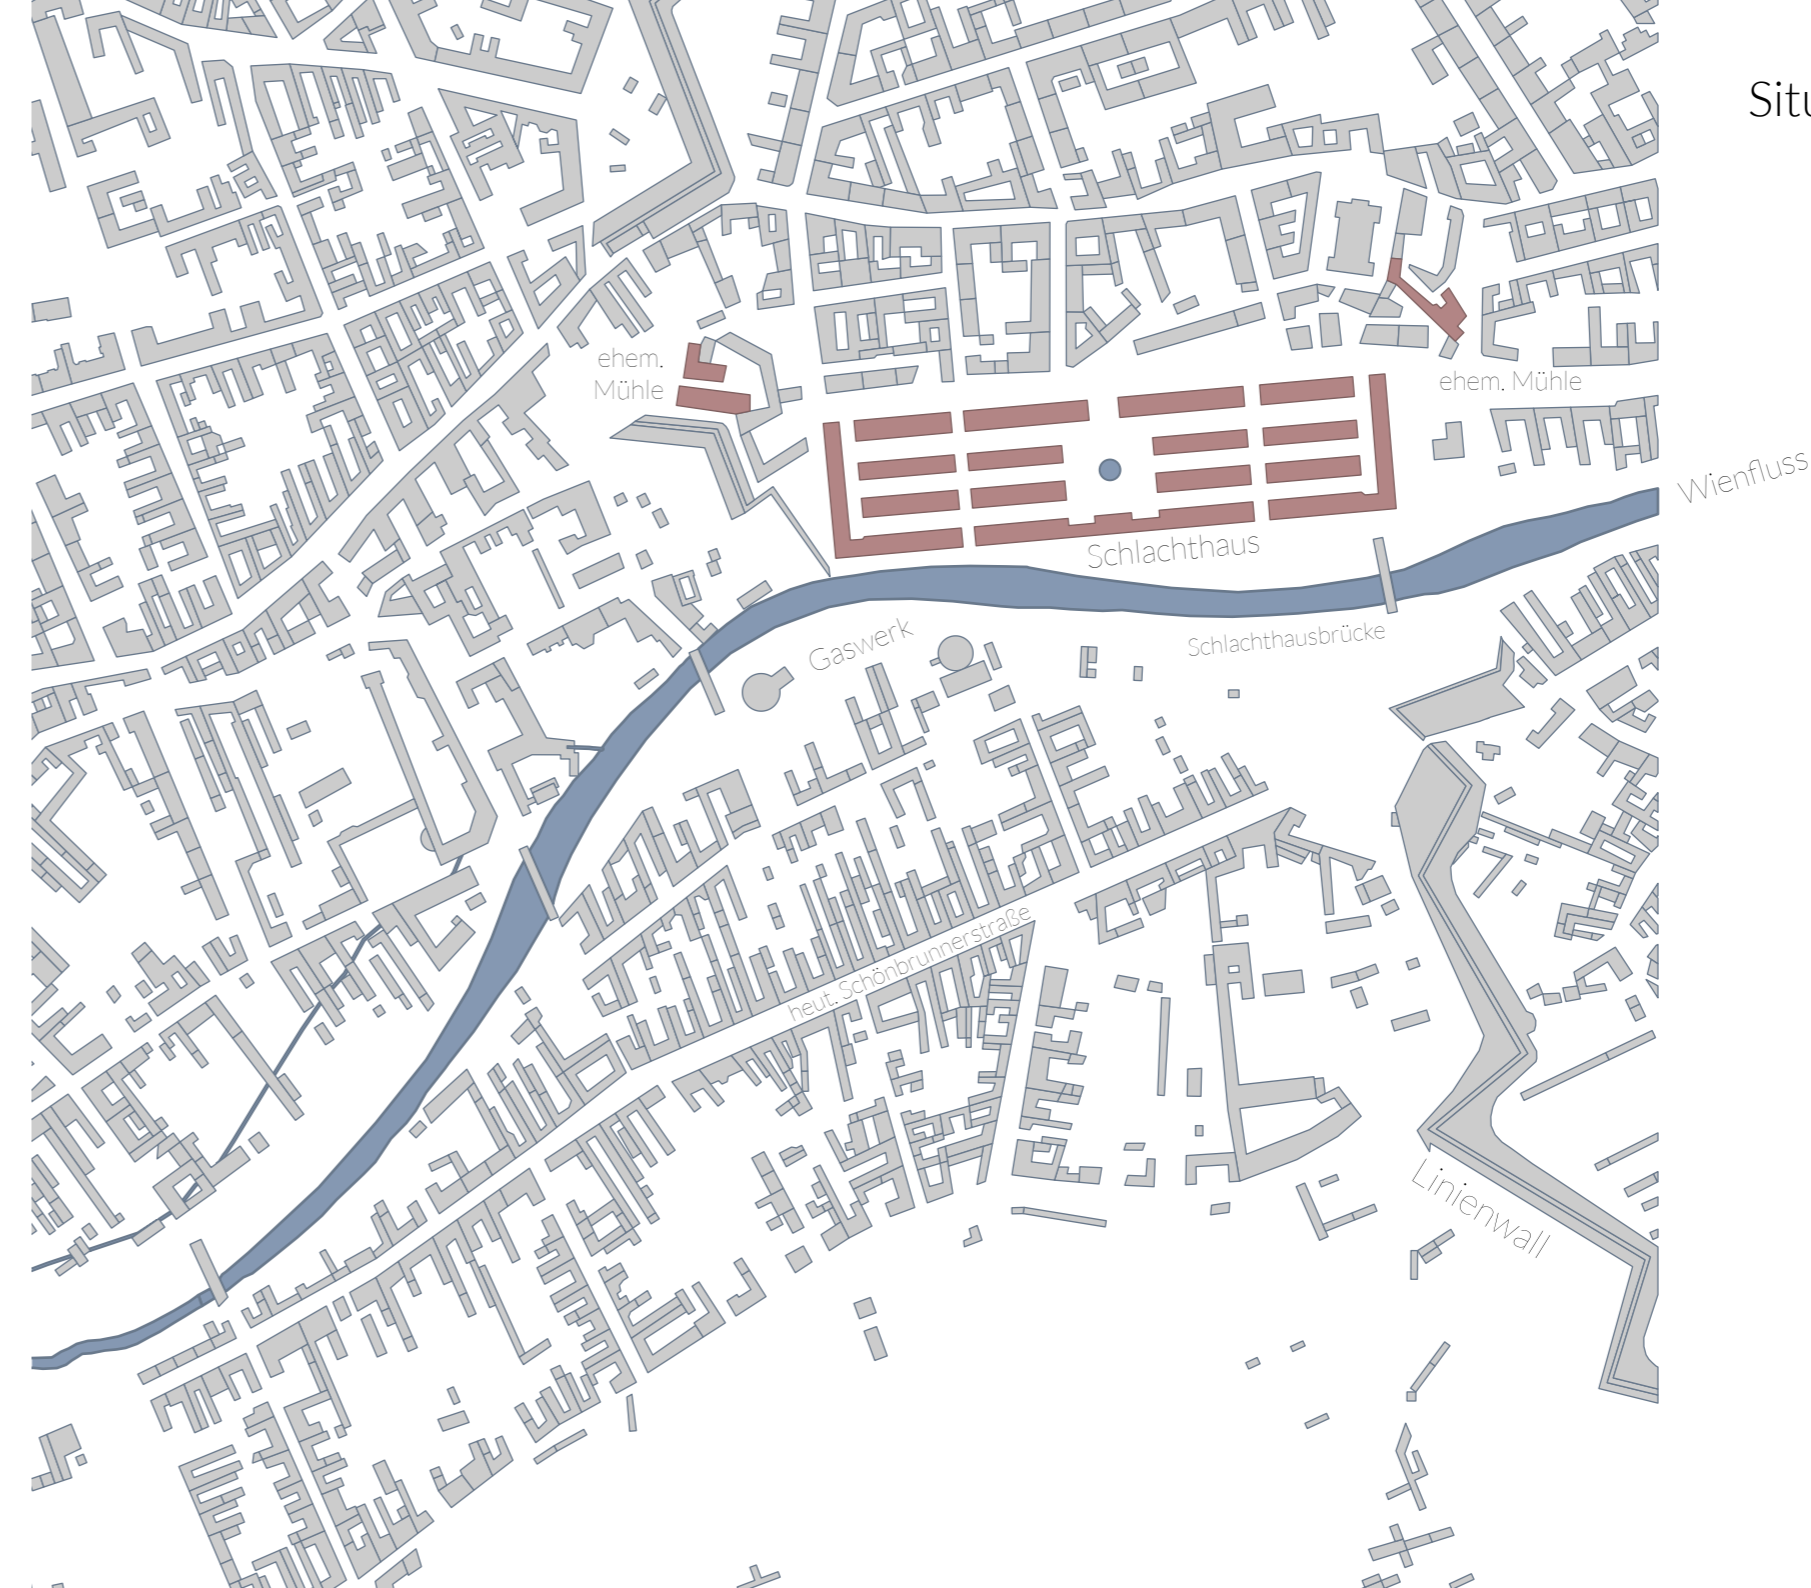 Situ
ehem.
Mühle
ehem. Mühle
Wienfluss
Schlachthaus
Gaswerk
Schlachthausbrücke
heut. Schönbrunnerstraße
Linienwall